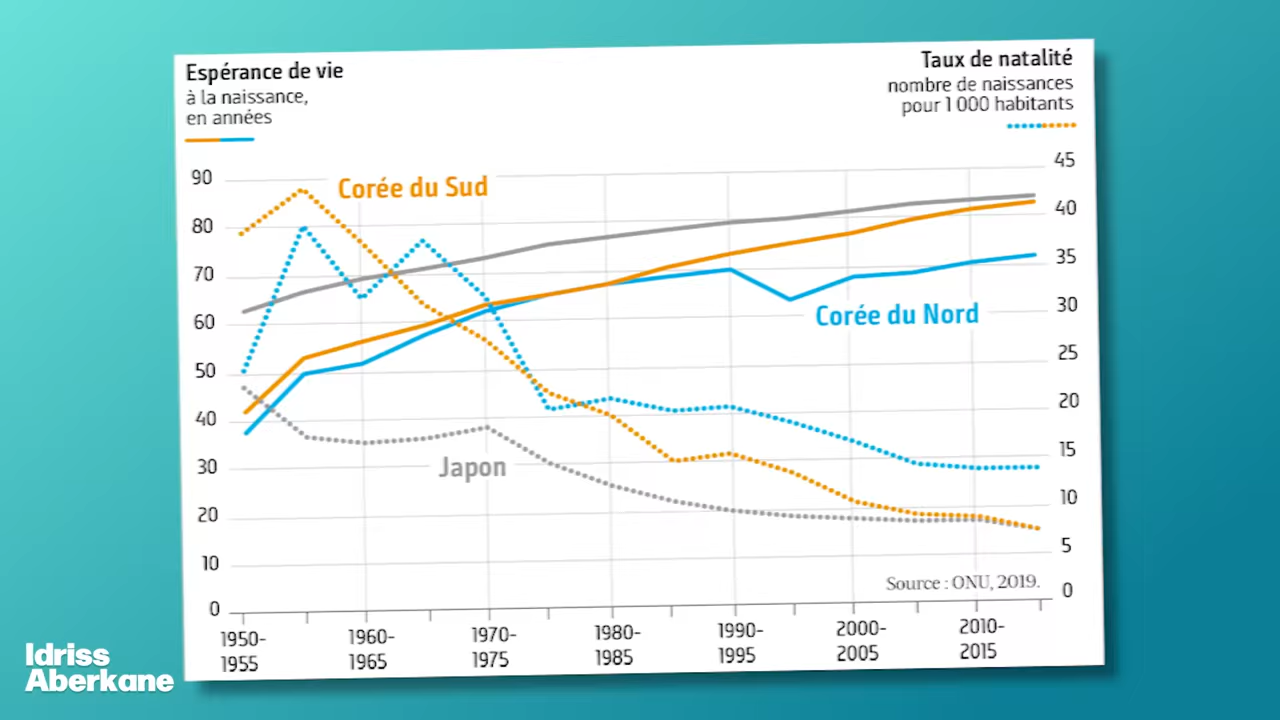 Espérance de vie
à la naissance,
en années
Taux de natalité
nombre de naissances
pour 1 000 habitants
90
80
70
60
50
40
30
20
10
0
45
40
35
30
25
20
15
10
5
0
Corée du Sud
Corée du Nord
Japon
Source : ONU, 2019.
1950-
1955
1960-
1965
1970-
1975
1980-
1985
1990-
1995
2000-
2005
2010-
2015
Idriss
Aberkane